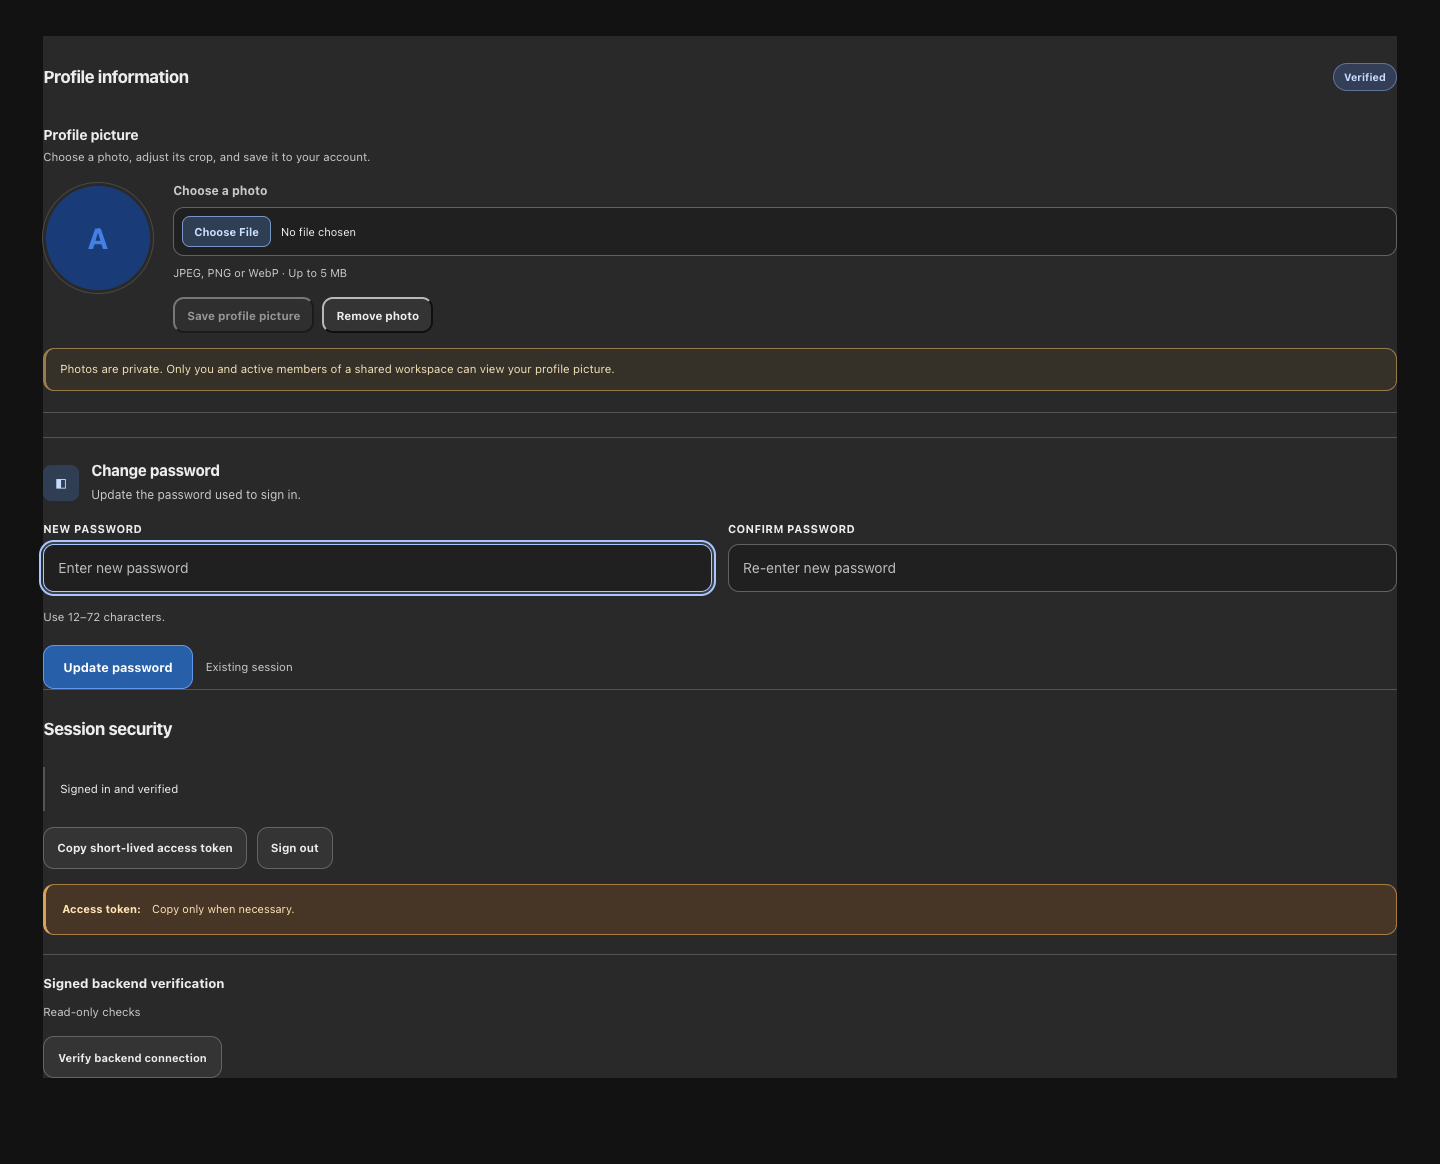 Profile information
Verified
Profile picture
Choose a photo, adjust its crop, and save it to your account.
A
Choose a photo
Choose File No file chosen
JPEG, PNG or WebP · Up to 5 MB
Save profile picture
Remove photo
Photos are private. Only you and active members of a shared workspace can view your profile picture.
Change password
Update the password used to sign in.
NEW PASSWORD
CONFIRM PASSWORD
Enter new password
Re-enter new password
Use 12–72 characters.
Update password
Existing session
Session security
Signed in and verified
Copy short-lived access token
Sign out
Access token: Copy only when necessary.
Signed backend verification
Read-only checks
Verify backend connection